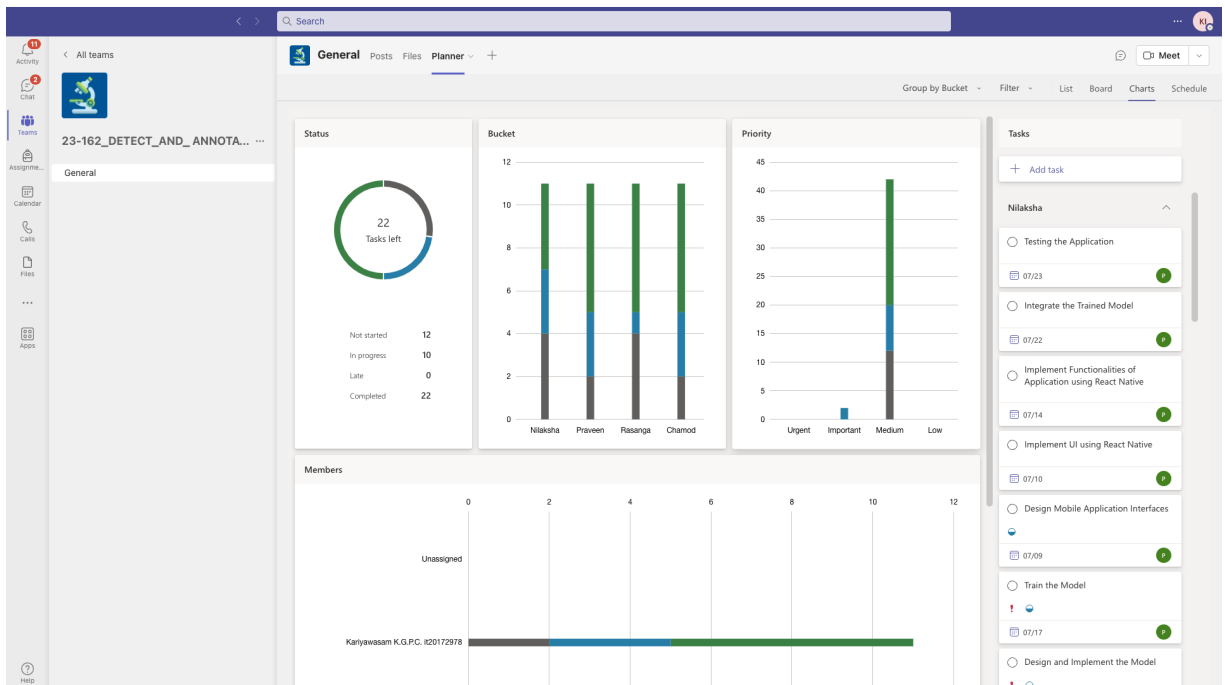 Search
KI
11
Activity
2
Chat
Teams
Assignme...
Calendar
Calls
Files
Apps
Help
All teams
23-162_DETECT_AND_ ANNOTA...
General
General Posts Files Planner
Meet
Group by Bucket Filter List Board Charts Schedule
Status
22
Tasks left
Not started 12
In progress 10
Late 0
Completed 22
Bucket
12
10
8
6
4
2
0
Nilaksha Praveen Rasanga Chamod
Priority
45
40
35
30
25
20
15
10
5
0
Urgent Important Medium Low
Members
0 2 4 6 8 10 12
Unassigned
Kariyawasam K.G.P.C. it20172978
Tasks
Add task
Nilaksha
Testing the Application
07/23 P
Integrate the Trained Model
07/22 P
Implement Functionalities of
Application using React Native
07/14 P
Implement UI using React Native
07/10 P
Design Mobile Application Interfaces
07/09 P
Train the Model
07/17 P
Design and Implement the Model